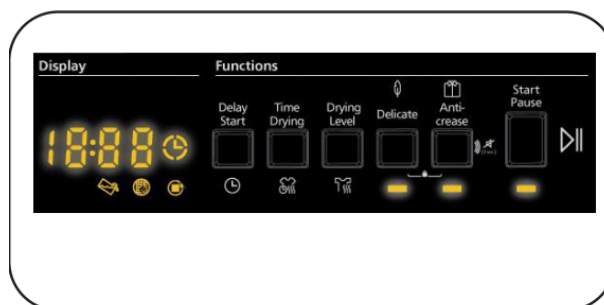 Display
Functions
18:88
Delay
Start
Time
Drying
Drying
Level
Delicate
Anti-
crease
Start
Pause